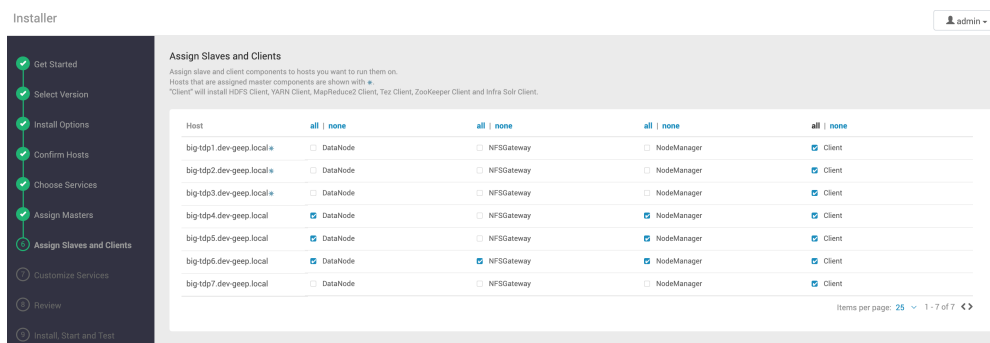 Installer
admin
Get Started
Select Version
Install Options
Confirm Hosts
Choose Services
Assign Masters
6 Assign Slaves and Clients
7 Customize Services
8 Review
9 Install, Start and Test
Assign Slaves and Clients
Assign slave and client components to hosts you want to run them on.
Hosts that are assigned master components are shown with ✱.
"Client" will install HDFS Client, YARN Client, MapReduce2 Client, Tez Client, ZooKeeper Client and Infra Solr Client.
Host all | none all | none all | none all | none
big-tdp1.dev-geep.local✱ DataNode NFSGateway NodeManager Client
big-tdp2.dev-geep.local✱ DataNode NFSGateway NodeManager Client
big-tdp3.dev-geep.local✱ DataNode NFSGateway NodeManager Client
big-tdp4.dev-geep.local DataNode NFSGateway NodeManager Client
big-tdp5.dev-geep.local DataNode NFSGateway NodeManager Client
big-tdp6.dev-geep.local DataNode NFSGateway NodeManager Client
big-tdp7.dev-geep.local DataNode NFSGateway NodeManager Client
Items per page: 25 1 - 7 of 7